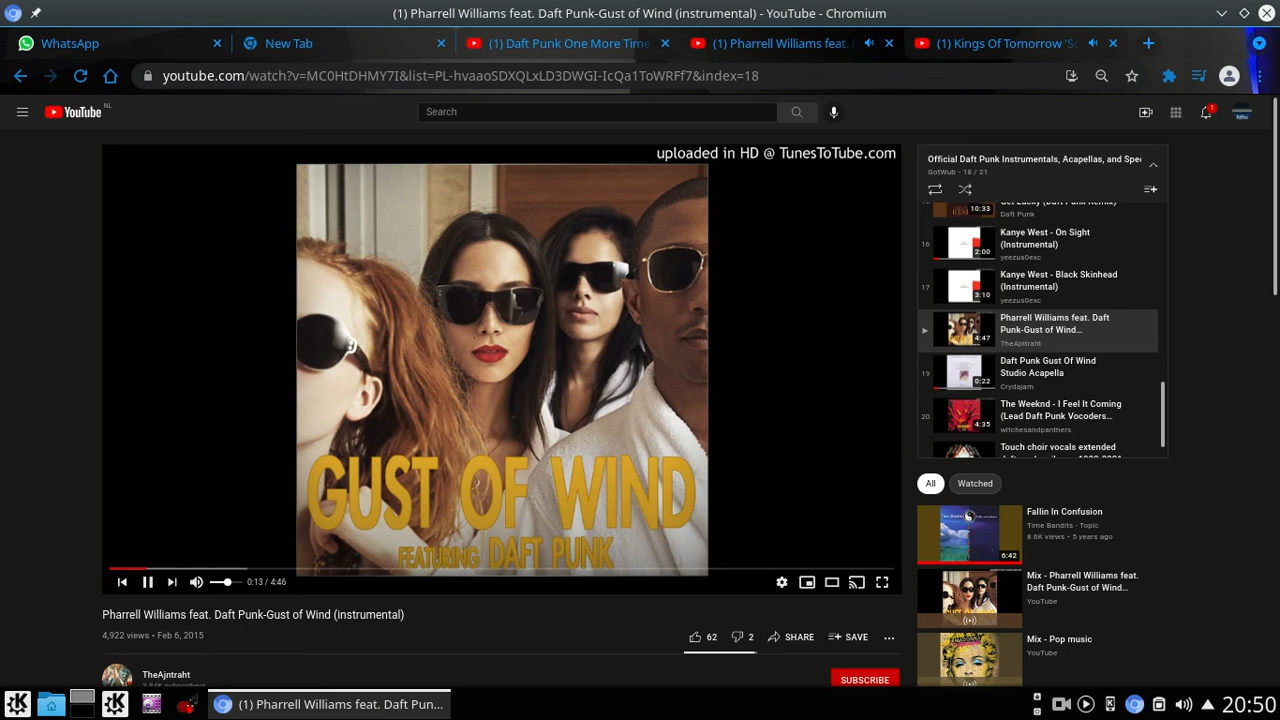 (1) Pharrell Williams feat. Daft Punk-Gust of Wind (instrumental) - YouTube - Chromium
WhatsApp
New Tab
(1) Daft Punk One More Time
(1) Pharrell Williams feat.
(1) Kings Of Tomorrow 'Sc
youtube.com/watch?v=MC0HtDHMY7I&list=PL-hvaaoSDXQLxLD3DWGI-IcQa1ToWRFf7&index=18
YouTube NL
Search
1
uploaded in HD @ TunesToTube.com
GUST OF WIND
FEATURING DAFT PUNK
0:13 / 4:46
Pharrell Williams feat. Daft Punk-Gust of Wind (instrumental)
4,922 views • Feb 6, 2015
62
2
SHARE
SAVE
TheAjntraht
SUBSCRIBE
Official Daft Punk Instrumentals, Acapellas, and Spec
GotWub - 18 / 21
10:33
Get Lucky (Daft Punk Remix)
Daft Punk
16
2:00
Kanye West - On Sight
(Instrumental)
yeezus0exc
17
3:10
Kanye West - Black Skinhead
(Instrumental)
yeezus0exc
4:47
Pharrell Williams feat. Daft
Punk-Gust of Wind...
TheAjntraht
19
0:22
Daft Punk Gust Of Wind
Studio Acapella
Crydajam
20
4:35
The Weeknd - I Feel It Coming
(Lead Daft Punk Vocoders...
witchesandpanthers
Touch choir vocals extended
All
Watched
6:42
Fallin In Confusion
Time Bandits - Topic
8.6K views • 5 years ago
Mix - Pharrell Williams feat.
Daft Punk-Gust of Wind...
YouTube
Mix - Pop music
YouTube
(1) Pharrell Williams feat. Daft Pun...
20:50